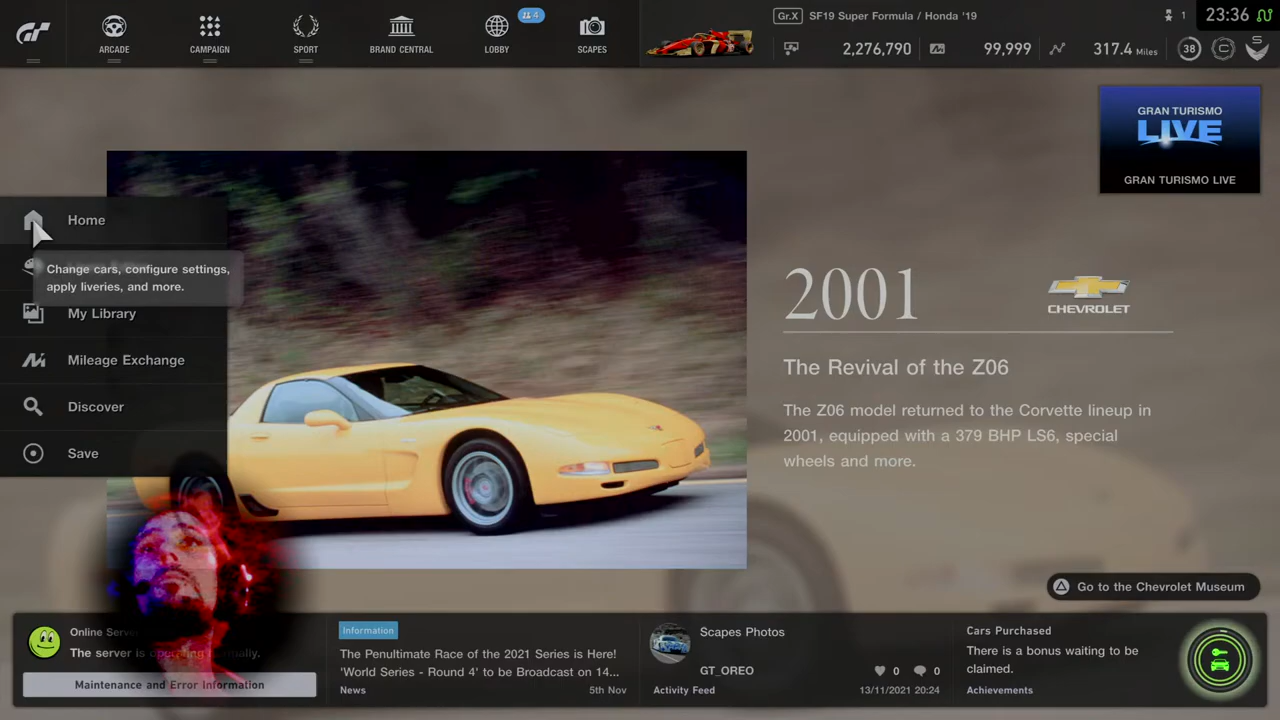 ARCADE
CAMPAIGN
SPORT
BRAND CENTRAL
4
LOBBY
SCAPES
Gr.X SF19 Super Formula / Honda '19
1
23:36
2,276,790
99,999
317.4 Miles
38
C
S
GRAN TURISMO
LIVE
GRAN TURISMO LIVE
Home
Change cars, configure settings,
apply liveries, and more.
My Library
Mileage Exchange
Discover
Save
2001
CHEVROLET
The Revival of the Z06
The Z06 model returned to the Corvette lineup in
2001, equipped with a 379 BHP LS6, special
wheels and more.
Go to the Chevrolet Museum
Online Serv
The server is operating normally.
Maintenance and Error Information
Information
The Penultimate Race of the 2021 Series is Here!
'World Series - Round 4' to be Broadcast on 14...
News
5th Nov
Scapes Photos
GT_OREO
0
0
Activity Feed
13/11/2021 20:24
Cars Purchased
There is a bonus waiting to be
claimed.
Achievements